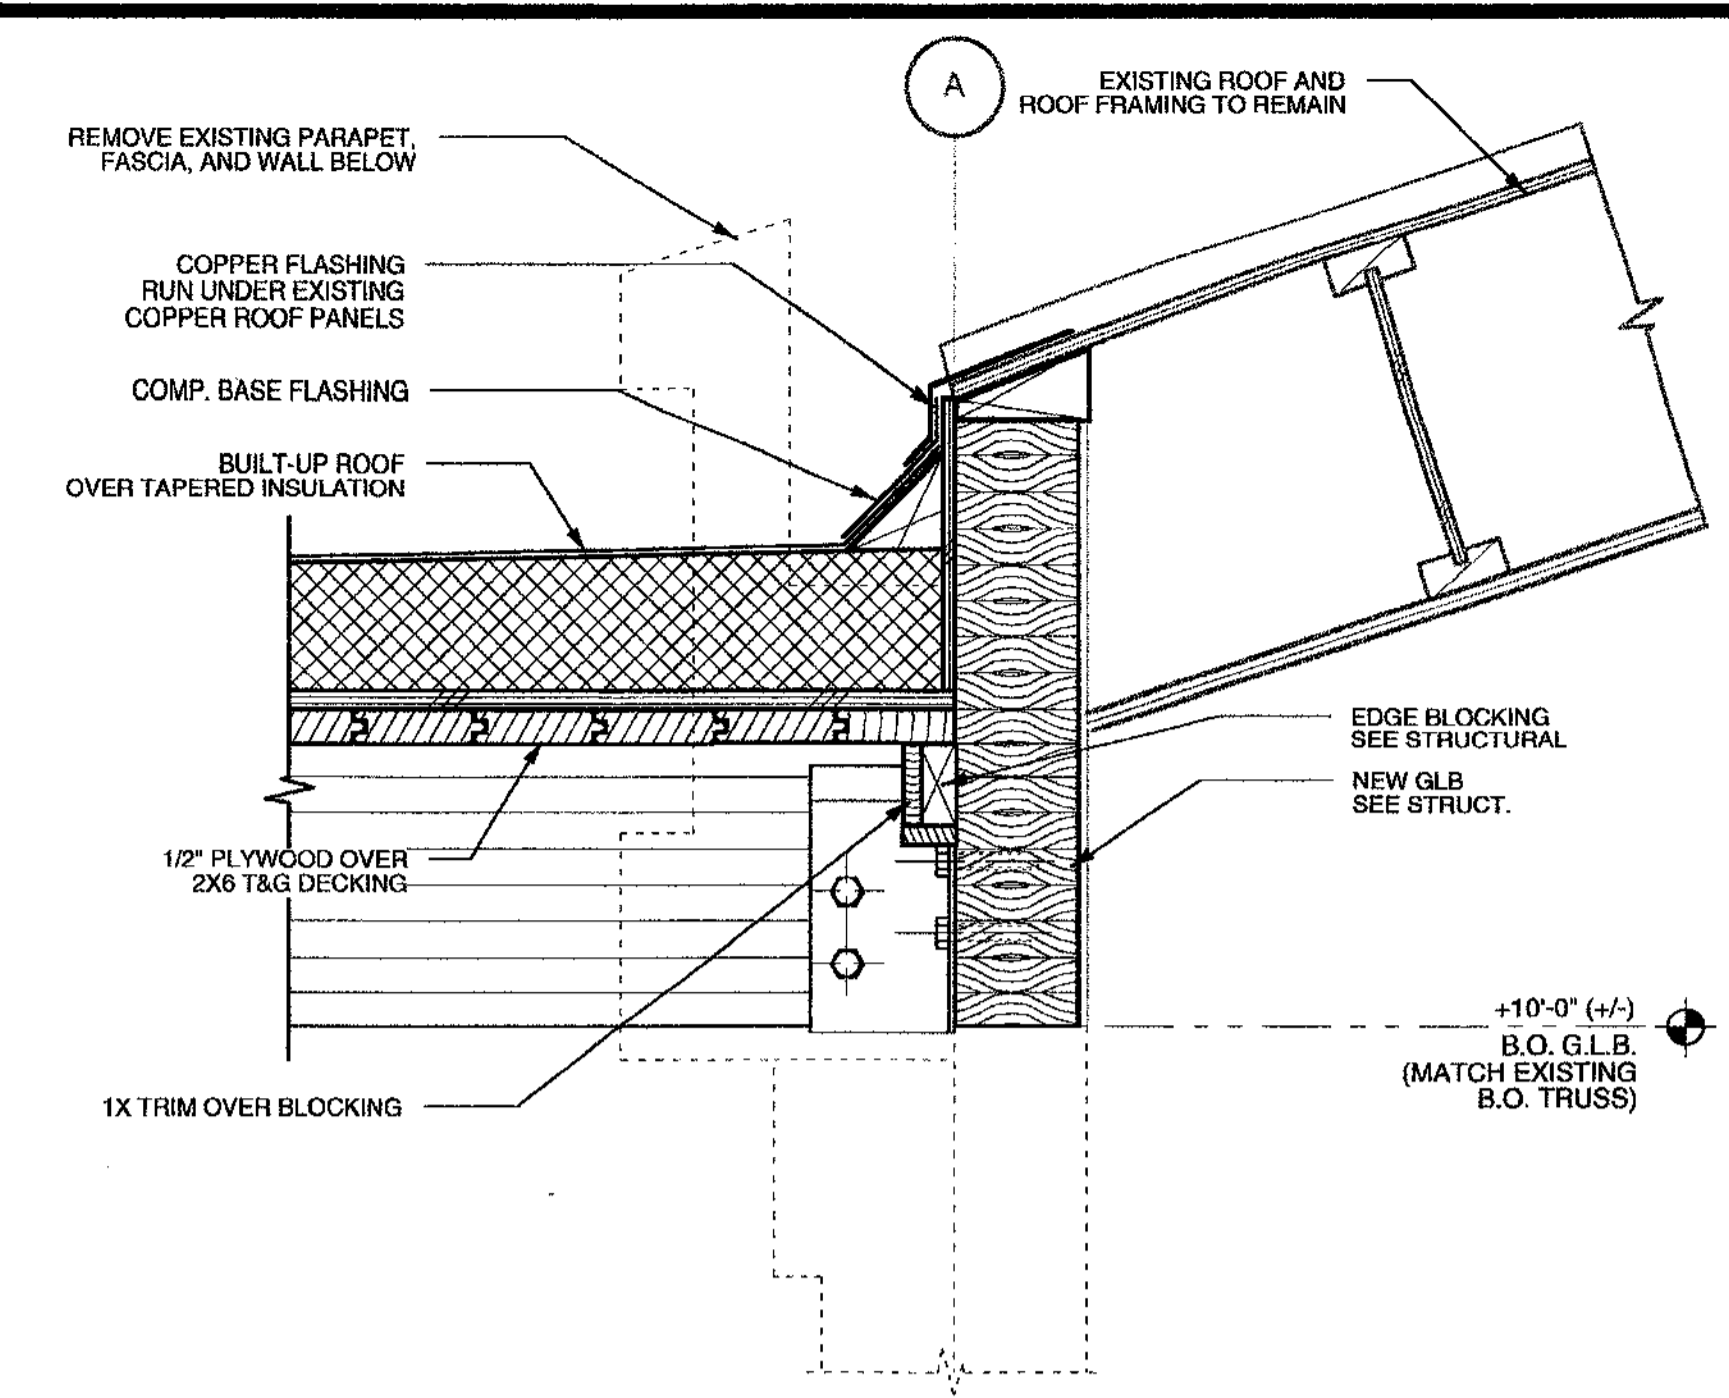 A
EXISTING ROOF AND
ROOF FRAMING TO REMAIN
REMOVE EXISTING PARAPET,
FASCIA, AND WALL BELOW
COPPER FLASHING
RUN UNDER EXISTING
COPPER ROOF PANELS
COMP. BASE FLASHING
BUILT-UP ROOF
OVER TAPERED INSULATION
EDGE BLOCKING
SEE STRUCTURAL
NEW GLB
SEE STRUCT.
1/2" PLYWOOD OVER
2X6 T&G DECKING
+10'-0" (+/-)
B.O. G.L.B.
(MATCH EXISTING
B.O. TRUSS)
1X TRIM OVER BLOCKING